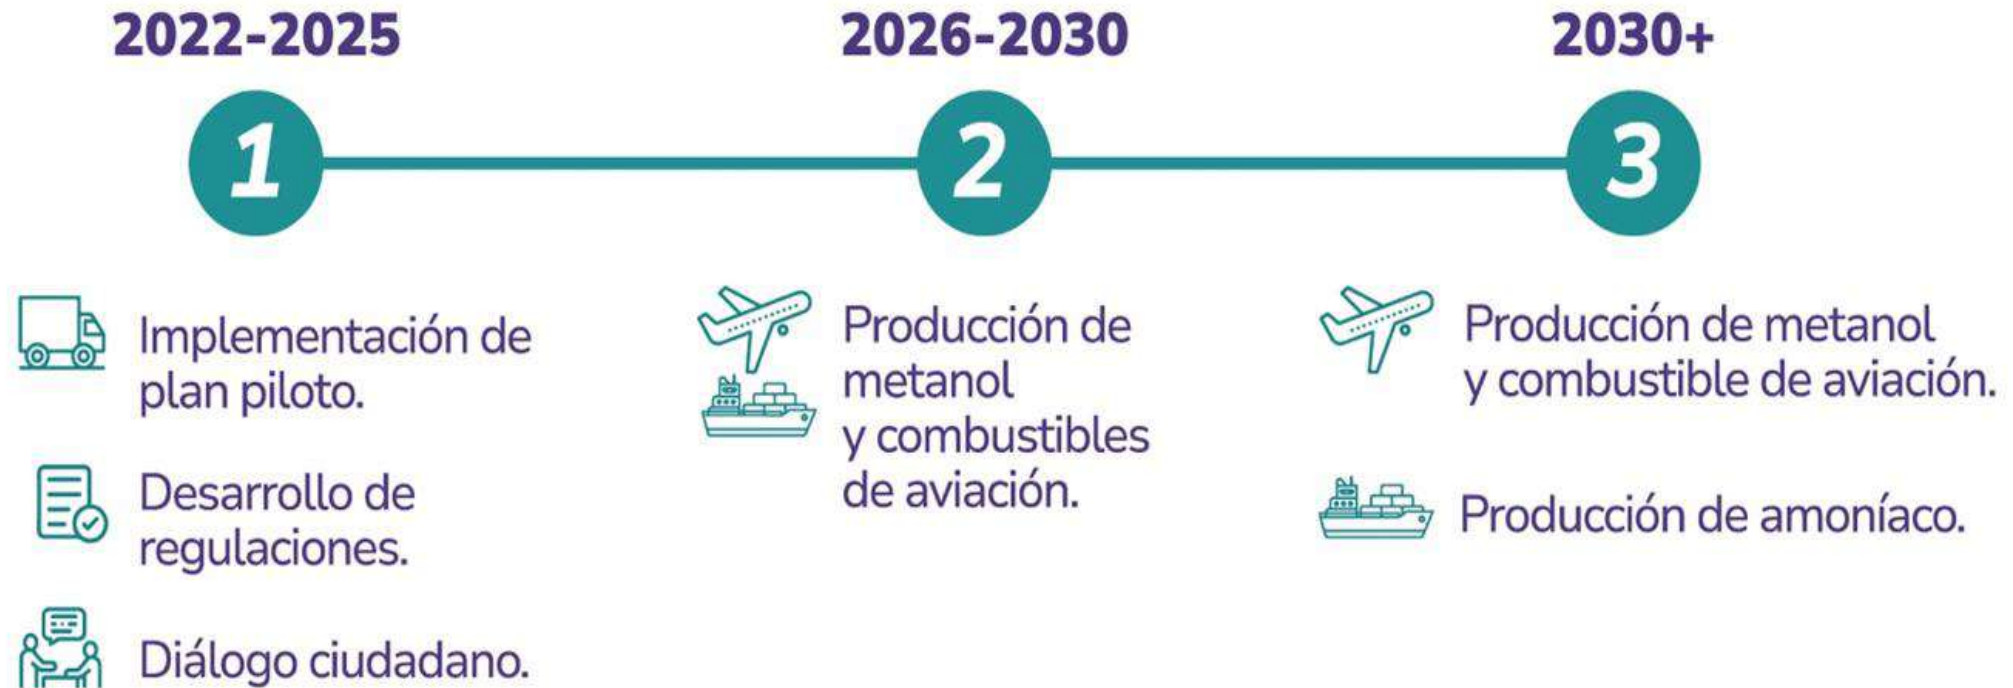 2022-2025
1
Implementación de
plan piloto.
Desarrollo de
regulaciones.
Diálogo ciudadano.
2026-2030
2
Producción de
metanol
y combustibles
de aviación.
2030+
3
Producción de metanol
y combustible de aviación.
Producción de amoníaco.